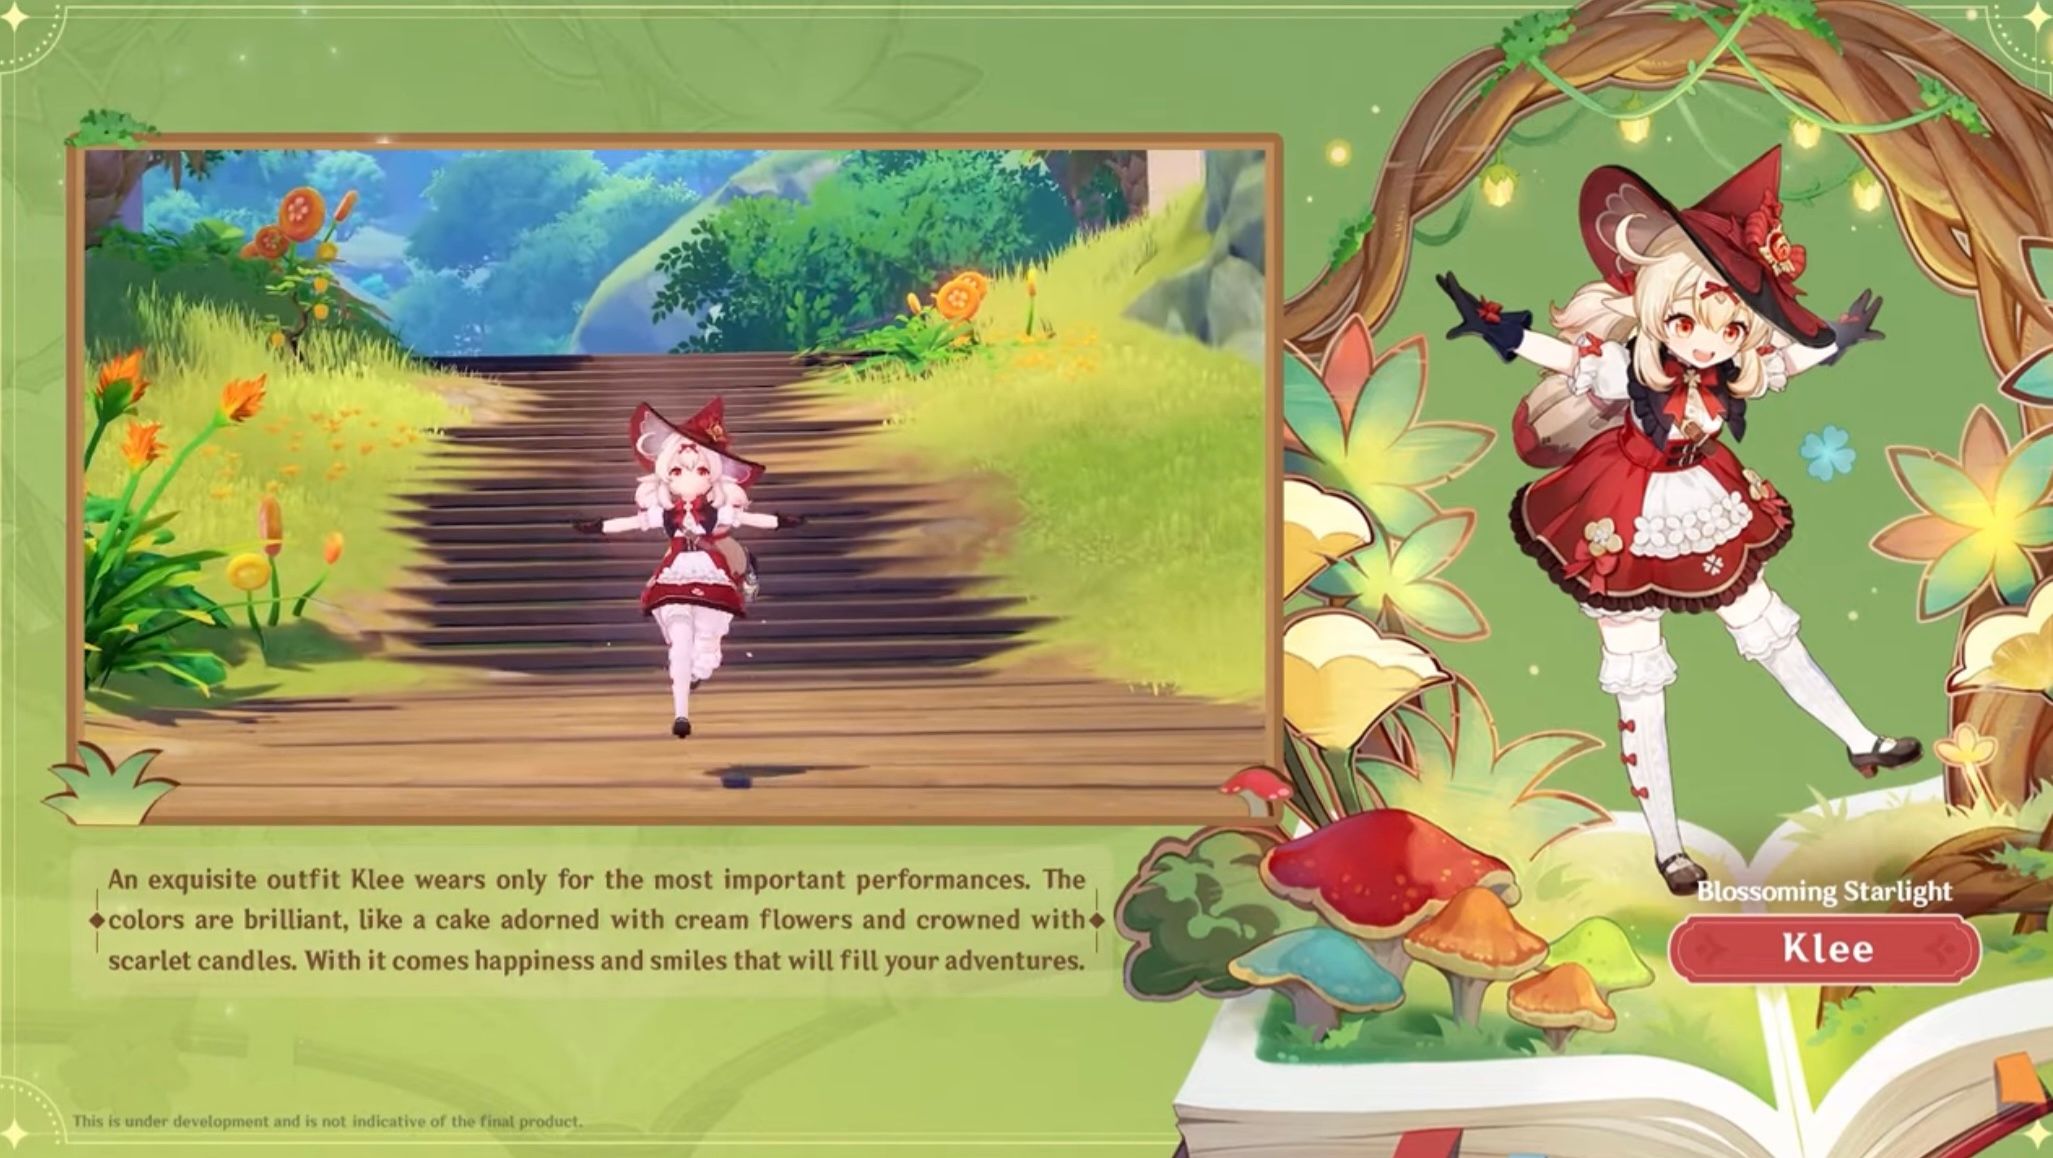 An exquisite outfit Klee wears only for the most important performances. The
colors are brilliant, like a cake adorned with cream flowers and crowned with
scarlet candles. With it comes happiness and smiles that will fill your adventures.
Blossoming Starlight
Klee
This is under development and is not indicative of the final product.